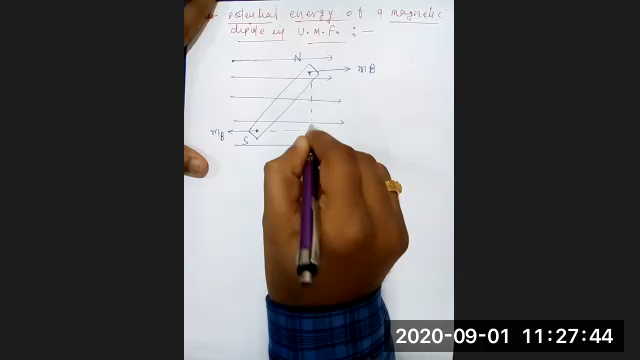 potential energy of a magnetic
dipole in U.M.F. :—
N
mB
mB
S
2020-09-01 11:27:44